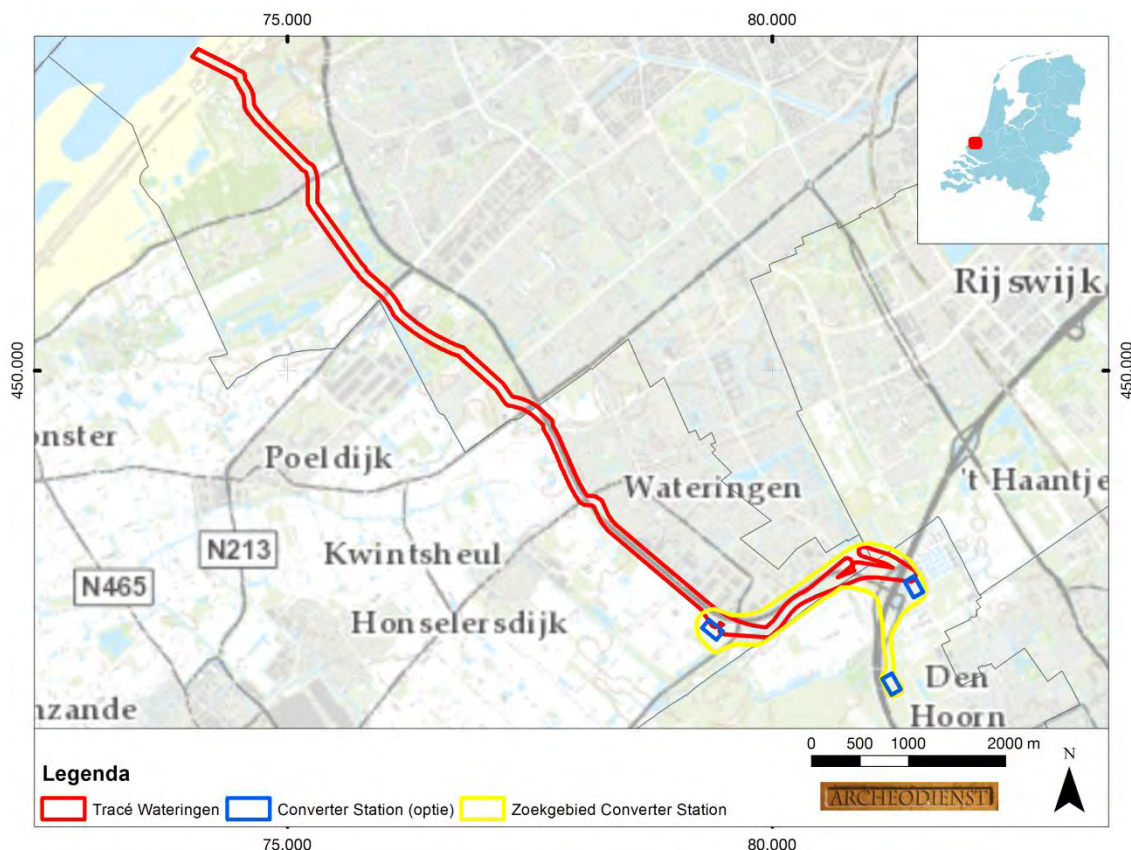 75.000
80.000
450.000
450.000
Rijswijk
onster
Poeldijk
Wateringen
't Haantje
N213
Kwintsheul
N465
Honselersdijk
Den
Hoorn
nzande
0 500 1000 2000 m
N
Legenda
Tracé Wateringen
Converter Station (optie)
Zoekgebied Converter Station
ARCHEODIENST
75.000
80.000